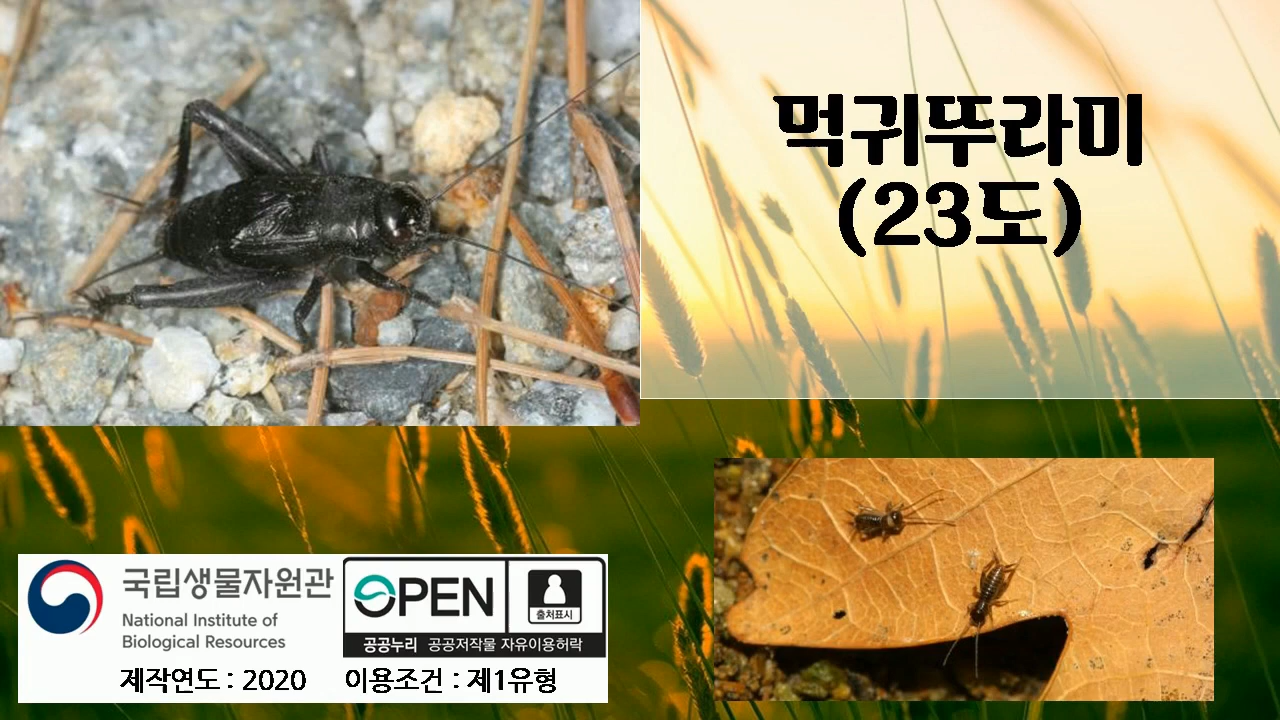 먹귀뚜라미
(23도)
국립생물자원관
National Institute of
Biological Resources
OPEN
출처표시
공공누리 공공저작물 자유이용허락
제작연도 : 2020 이용조건 : 제1유형